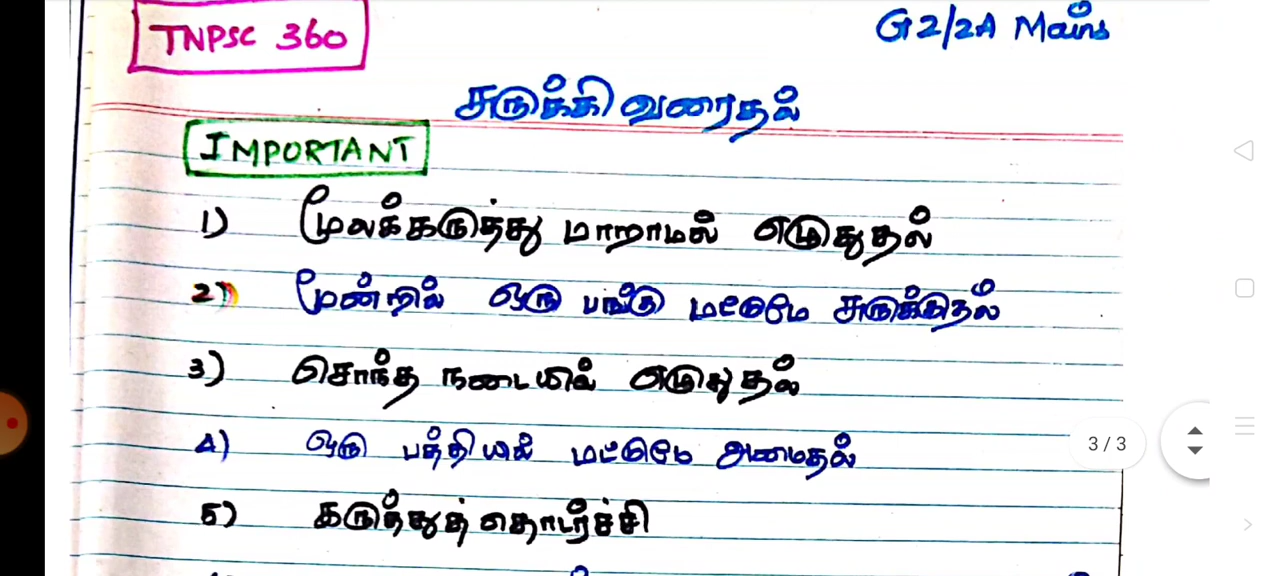 TNPSC 360
G2/2A Mains
சுருக்கி வரைதல்
IMPORTANT
1) மூலக்கருத்து மாறாமல் எழுதுதல்
2) மூன்றில் ஒரு பங்கு மட்டுமே சுருக்குதல்
3) சொந்த நடையில் எழுதுதல்
4) ஒரு பத்தியில் மட்டுமே அமைதல்
3 / 3
5) கருத்துத் தொடர்ச்சி